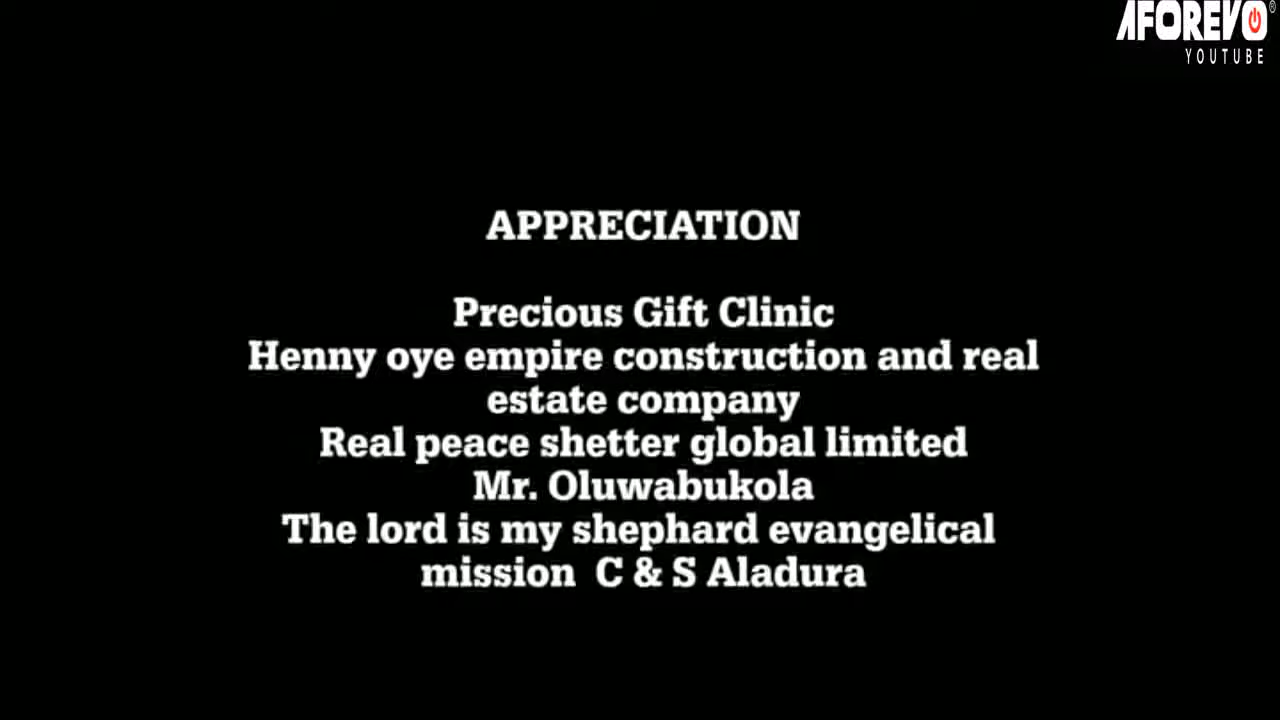 AFOREVO®
YOUTUBE
APPRECIATION
Precious Gift Clinic
Henny oye empire construction and real
estate company
Real peace shetter global limited
Mr. Oluwabukola
The lord is my shephard evangelical
mission C & S Aladura